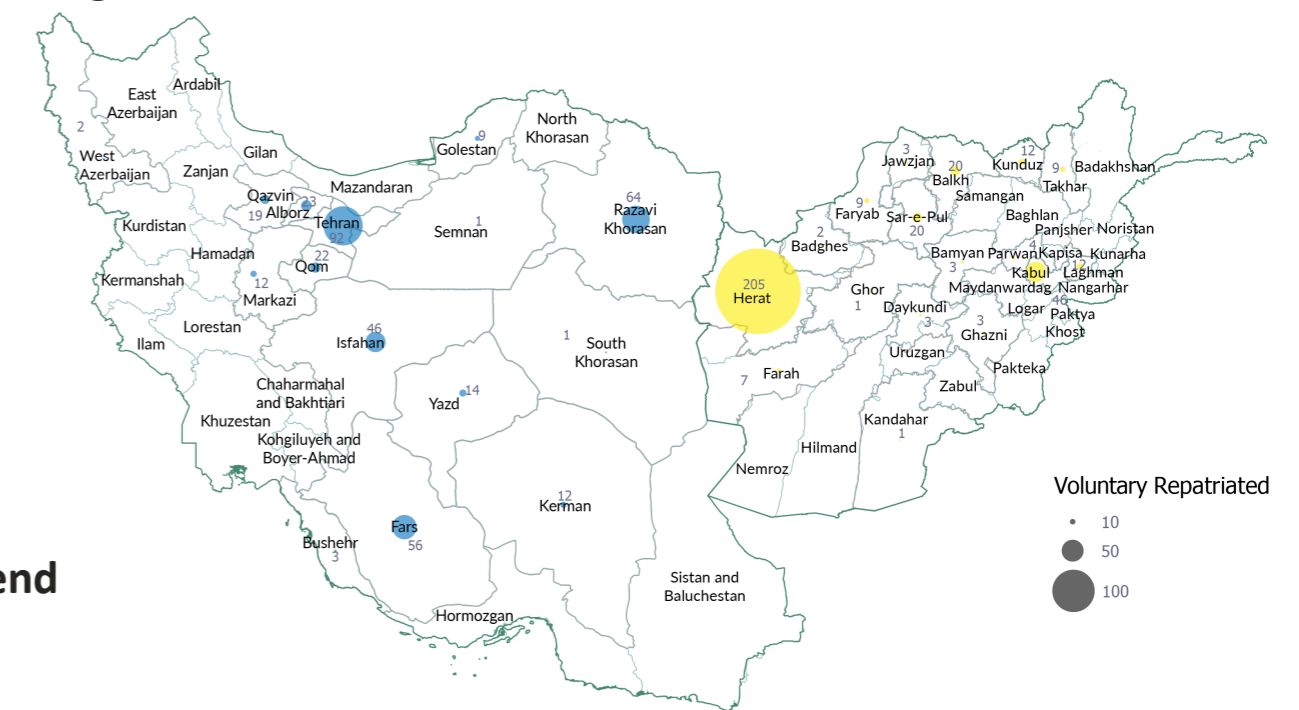 Ardabil
East
Azerbaijan
2
West
Azerbaijan
Zanjan
Gilan
9
Golestan
North
Khorasan
Mazandaran
Qazvin
23
19
Alborz
Tehran
92
Kurdistan
Hamadan
22
Qom
Kermanshah
12
Markazi
1
Semnan
64
Razavi
Khorasan
Lorestan
Ilam
46
Isfahan
1
South
Khorasan
Chaharmahal
and Bakhtiari
14
Yazd
Khuzestan
Kohgiluyeh and
Boyer-Ahmad
12
Kerman
Fars
56
Bushehr
3
Sistan and
Baluchestan
Hormozgan
end
3
Jawzjan
20
Balkh
12
Kunduz
9
Badakhshan
Takhar
Samangan
9
Faryab
Sar-e-Pul
20
Baghlan
Panjsher
Noristan
2
Badghes
Bamyan
3
Parwan
4
Kapisa
Kunarha
Kabul
12
Laghman
Maydanwardag
Nangarhar
205
Herat
Ghor
1
Daykundi
3
Logar
46
Paktya
Khost
3
Ghazni
Uruzgan
Pakteka
7
Farah
Zabul
Kandahar
1
Hilmand
Nemroz
Voluntary Repatriated
10
50
100